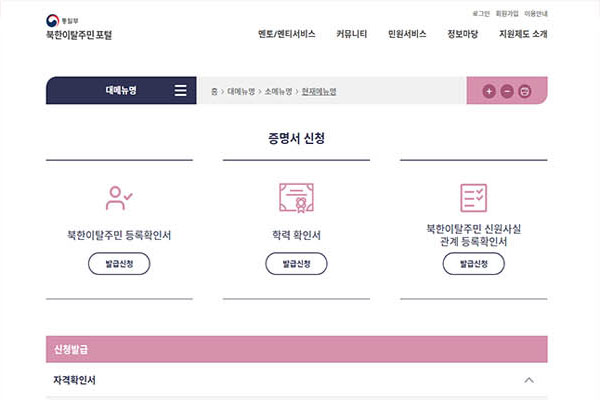 로그인 회원가입 이용안내
통일부
북한이탈주민 포털
멘토/멘티서비스 커뮤니티 민원서비스 정보마당 지원제도 소개
대메뉴명
홈 > 대메뉴명 > 소메뉴명 > 현재메뉴명
증명서 신청
북한이탈주민 등록확인서
발급신청
학력 확인서
발급신청
북한이탈주민 신원사실
관계 등록확인서
발급신청
신청발급
자격확인서